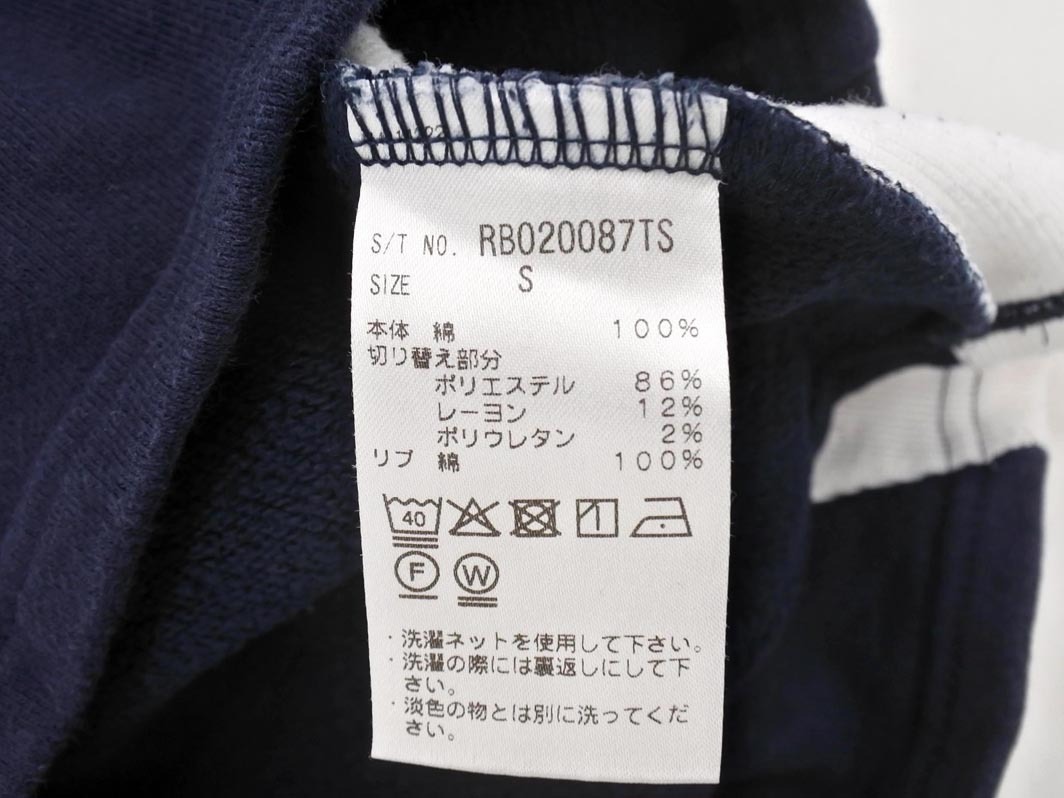 S/T NO. RB020087TS
SIZE S
本体 綿 100%
切り替え部分
ポリエステル 86%
レーヨン 12%
ポリウレタン 2%
リブ 綿 100%
40
F W
・洗濯ネットを使用して下さい。
・洗濯の際には裏返しにして下
さい。
・淡色の物とは別に洗ってくだ
さい。